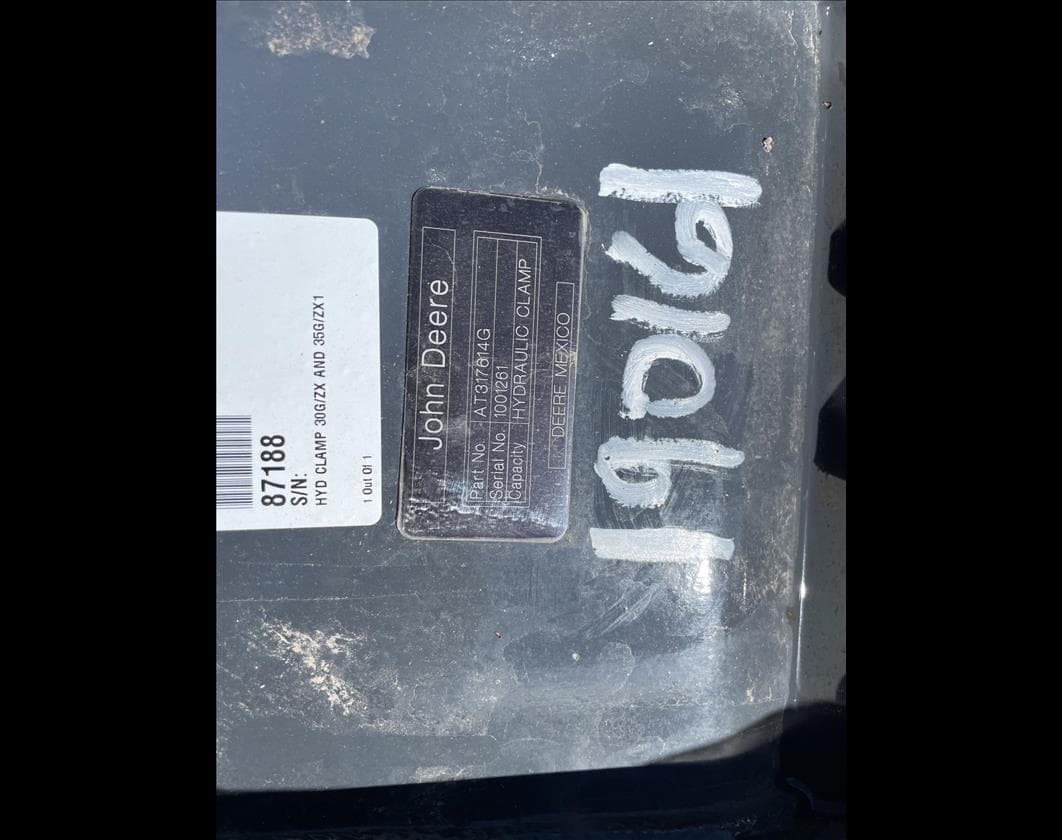 87188
S/N:
HYD CLAMP 30G/ZX AND 35G/ZX1
1 Out Of 1
John Deere
Part No. AT317614G
Serial No. 1001261
Capacity HYDRAULIC CLAMP
DEERE MEXICO
190161